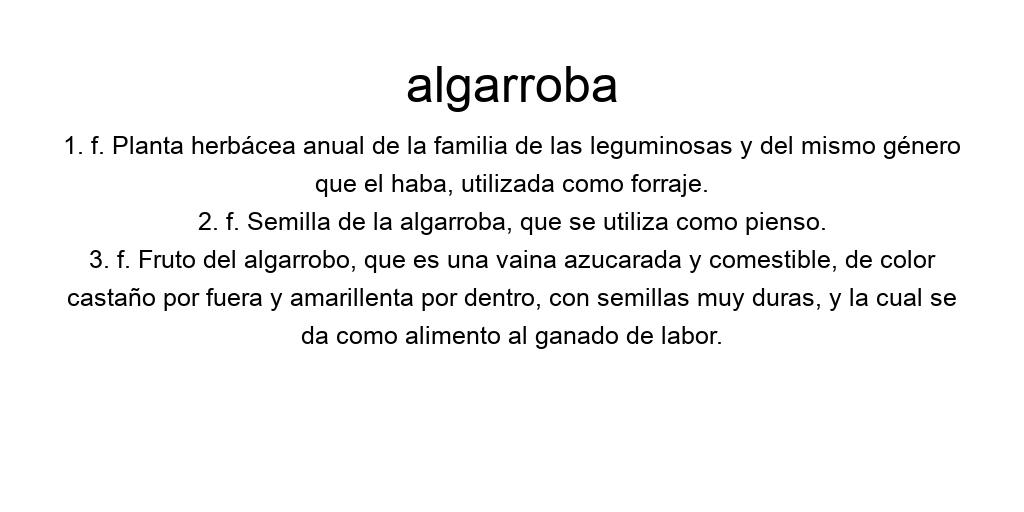 algarroba
1. f. Planta herbácea anual de la familia de las leguminosas y del mismo género
que el haba, utilizada como forraje.
2. f. Semilla de la algarroba, que se utiliza como pienso.
3. f. Fruto del algarrobo, que es una vaina azucarada y comestible, de color
castaño por fuera y amarillenta por dentro, con semillas muy duras, y la cual se
da como alimento al ganado de labor.